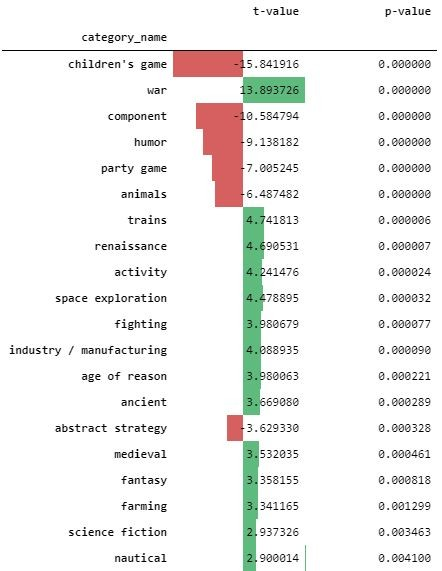 t-value p-value
category_name
children's game -15.841916 0.000000
war 13.893726 0.000000
component -10.584794 0.000000
humor -9.138182 0.000000
party game -7.005245 0.000000
animals -6.487482 0.000000
trains 4.741813 0.000006
renaissance 4.690531 0.000007
activity 4.241476 0.000024
space exploration 4.478895 0.000032
fighting 3.980679 0.000077
industry / manufacturing 4.088935 0.000090
age of reason 3.980063 0.000221
ancient 3.669080 0.000289
abstract strategy -3.629330 0.000328
medieval 3.532035 0.000461
fantasy 3.358155 0.000818
farming 3.341165 0.001299
science fiction 2.937326 0.003463
nautical 2.900014 0.004100